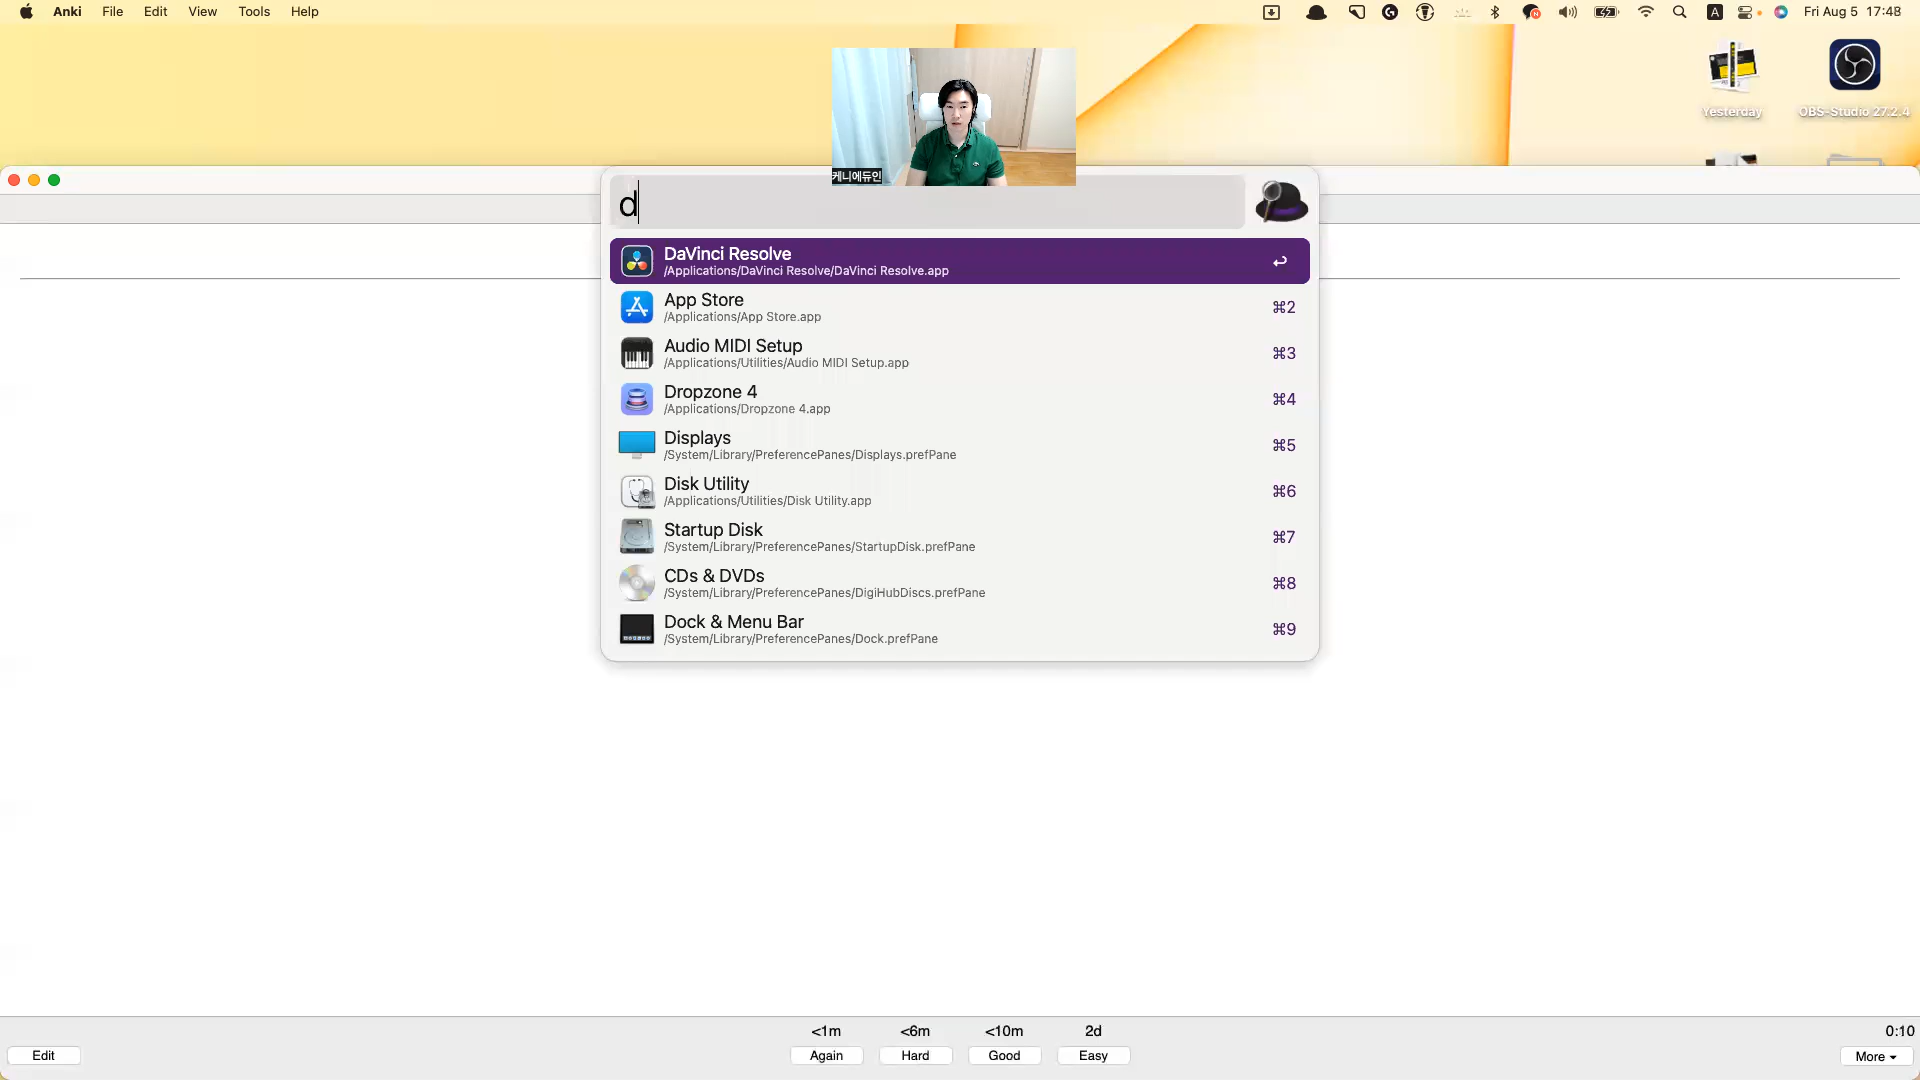 Anki File Edit View Tools Help
A Fri Aug 5 17:48
Yesterday
OBS-Studio 27.2.4
케니에듀인
d
DaVinci Resolve
/Applications/DaVinci Resolve/DaVinci Resolve.app
App Store
/Applications/App Store.app
⌘2
Audio MIDI Setup
/Applications/Utilities/Audio MIDI Setup.app
⌘3
Dropzone 4
/Applications/Dropzone 4.app
⌘4
Displays
/System/Library/PreferencePanes/Displays.prefPane
⌘5
Disk Utility
/Applications/Utilities/Disk Utility.app
⌘6
Startup Disk
/System/Library/PreferencePanes/StartupDisk.prefPane
⌘7
CDs & DVDs
/System/Library/PreferencePanes/DigiHubDiscs.prefPane
⌘8
Dock & Menu Bar
/System/Library/PreferencePanes/Dock.prefPane
⌘9
<1m <6m <10m 2d 0:10
Edit Again Hard Good Easy More